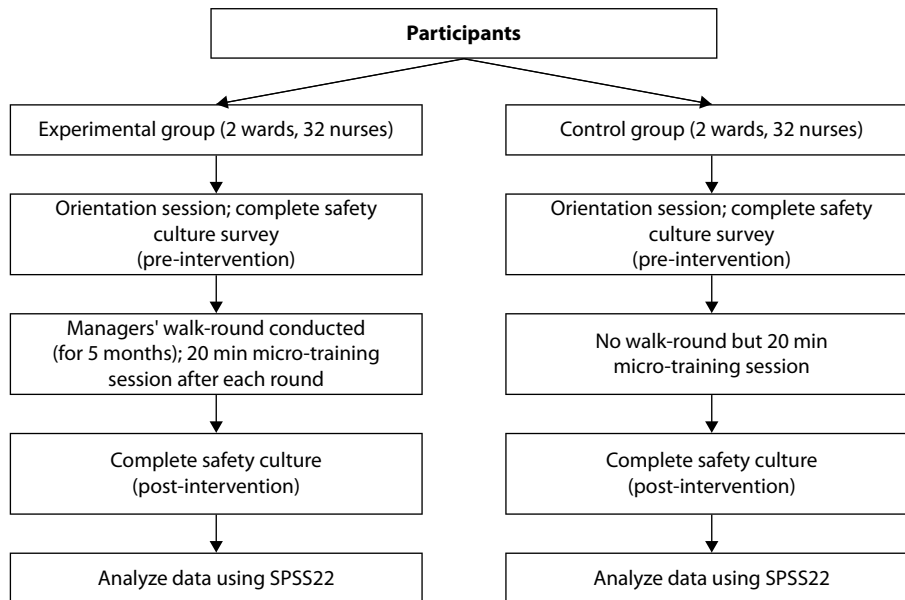 Participants
Experimental group (2 wards, 32 nurses)
Control group (2 wards, 32 nurses)
Orientation session; complete safety
culture survey
(pre-intervention)
Orientation session; complete safety
culture survey
(pre-intervention)
Managers' walk-round conducted
(for 5 months); 20 min micro-training
session after each round
No walk-round but 20 min
micro-training session
Complete safety culture
(post-intervention)
Complete safety culture
(post-intervention)
Analyze data using SPSS22
Analyze data using SPSS22